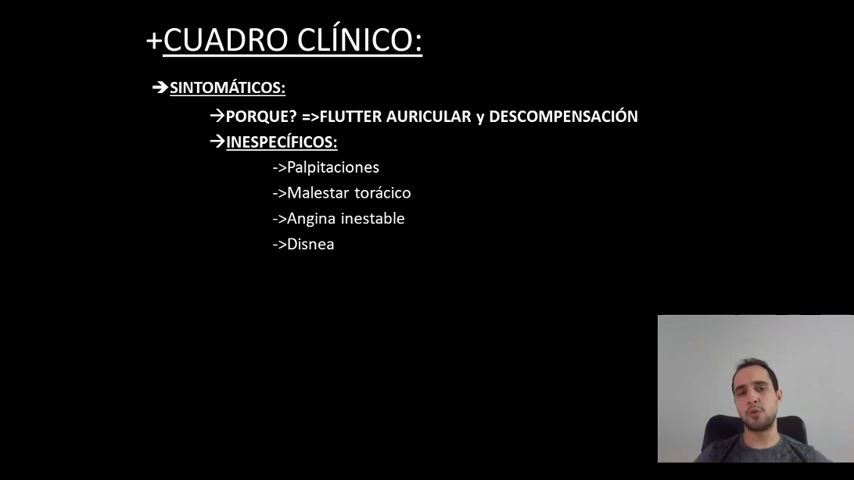 +CUADRO CLÍNICO:
➔SINTOMÁTICOS:
→PORQUE? =>FLUTTER AURICULAR y DESCOMPENSACIÓN
→INESPECÍFICOS:
->Palpitaciones
->Malestar torácico
->Angina inestable
->Disnea